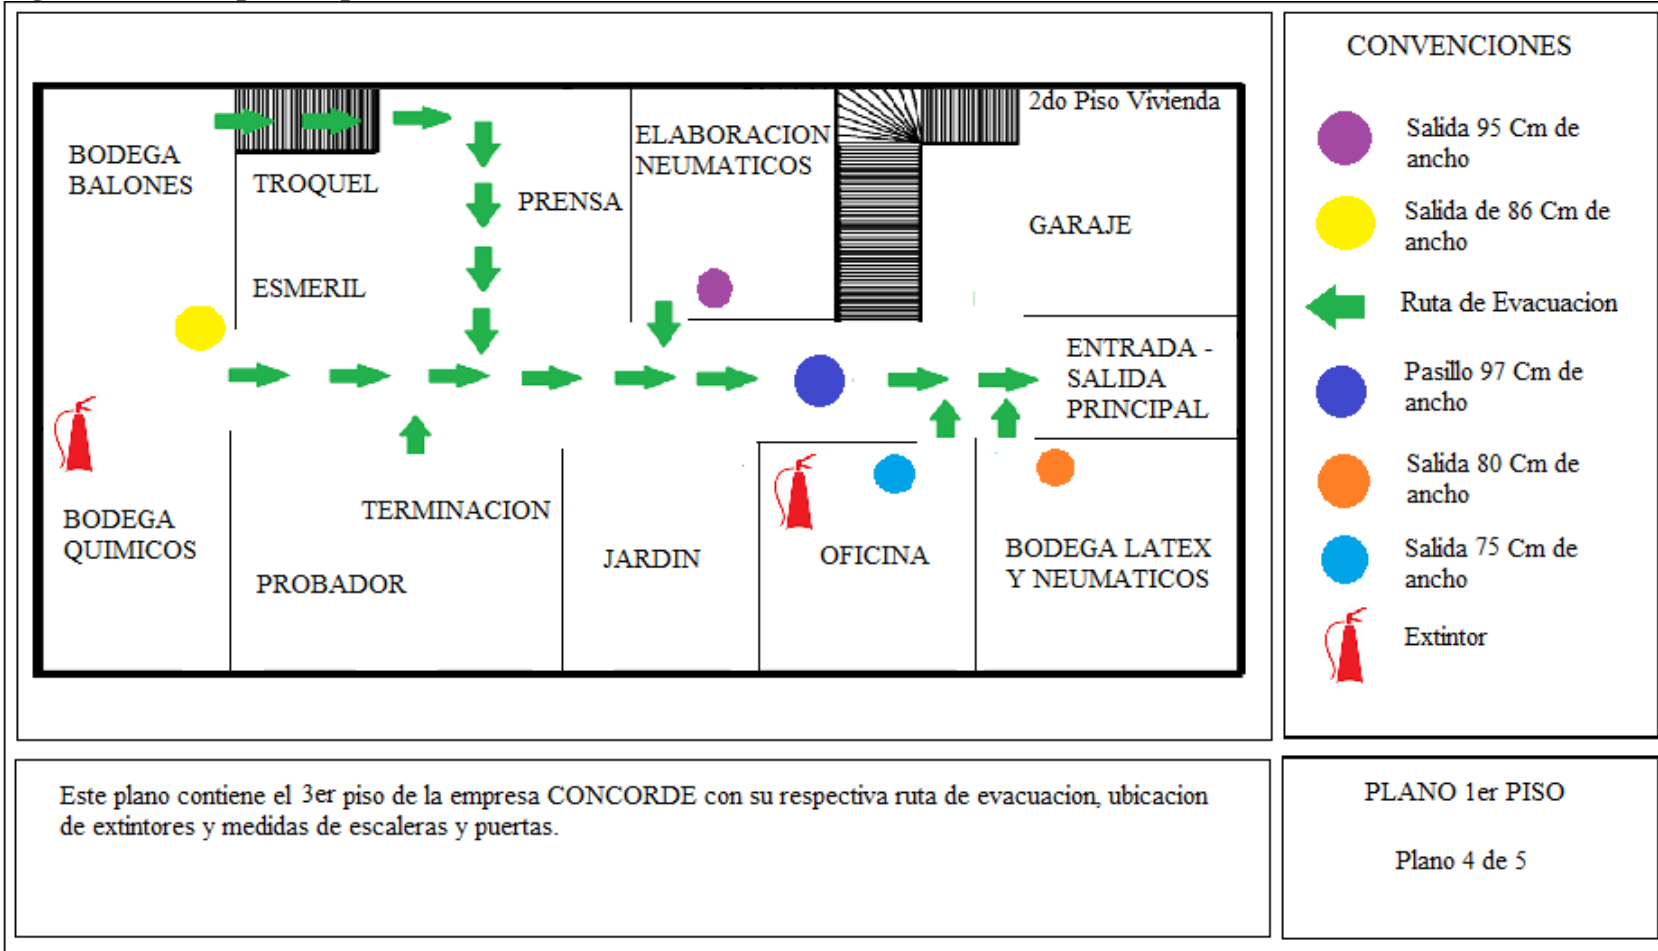 2do Piso Vivienda
ELABORACION
NEUMATICOS
BODEGA
BALONES
TROQUEL
PRENSA
GARAJE
ESMERIL
ENTRADA -
SALIDA
PRINCIPAL
TERMINACION
BODEGA
QUIMICOS
PROBADOR
JARDIN
OFICINA
BODEGA LATEX
Y NEUMATICOS
CONVENCIONES
Salida 95 Cm de
ancho
Salida de 86 Cm de
ancho
Ruta de Evacuacion
Pasillo 97 Cm de
ancho
Salida 80 Cm de
ancho
Salida 75 Cm de
ancho
Extintor
Este plano contiene el 3er piso de la empresa CONCORDE con su respectiva ruta de evacuacion, ubicacion
de extintores y medidas de escaleras y puertas.
PLANO 1er PISO
Plano 4 de 5